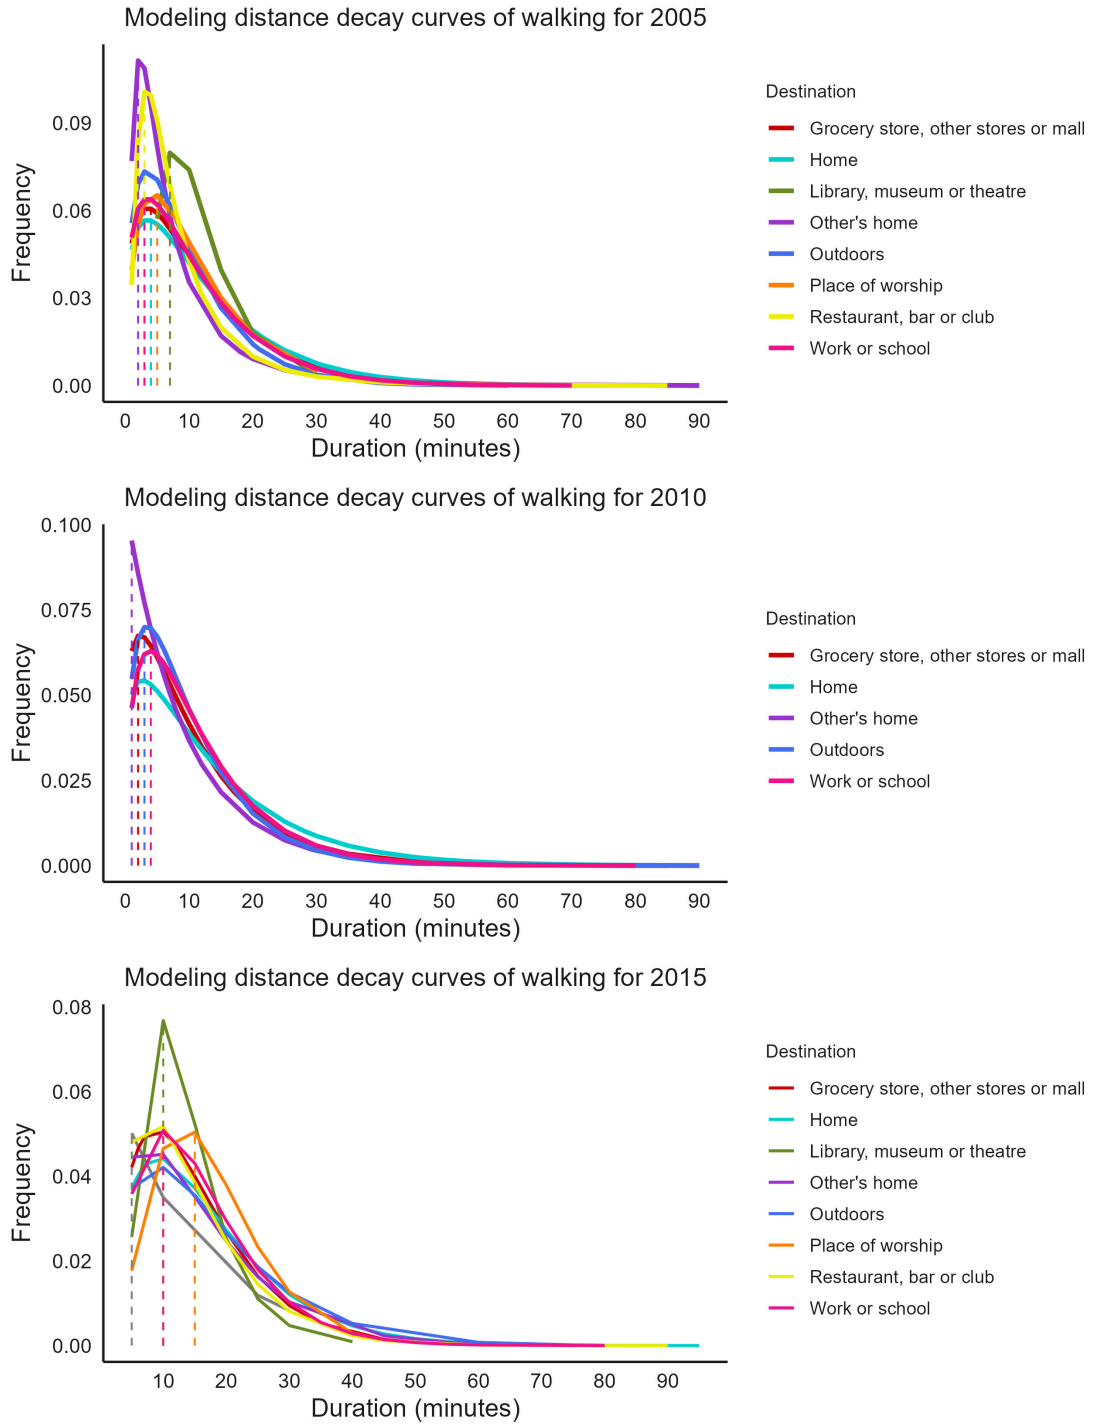 Modeling distance decay curves of walking for 2005
Frequency
0.09
0.06
0.03
0.00
0 10 20 30 40 50 60 70 80 90
Duration (minutes)
Destination
Grocery store, other stores or mall
Home
Library, museum or theatre
Other's home
Outdoors
Place of worship
Restaurant, bar or club
Work or school
Modeling distance decay curves of walking for 2010
Frequency
0.100
0.075
0.050
0.025
0.000
0 10 20 30 40 50 60 70 80 90
Duration (minutes)
Destination
Grocery store, other stores or mall
Home
Other's home
Outdoors
Work or school
Modeling distance decay curves of walking for 2015
Frequency
0.08
0.06
0.04
0.02
0.00
10 20 30 40 50 60 70 80 90
Duration (minutes)
Destination
Grocery store, other stores or mall
Home
Library, museum or theatre
Other's home
Outdoors
Place of worship
Restaurant, bar or club
Work or school